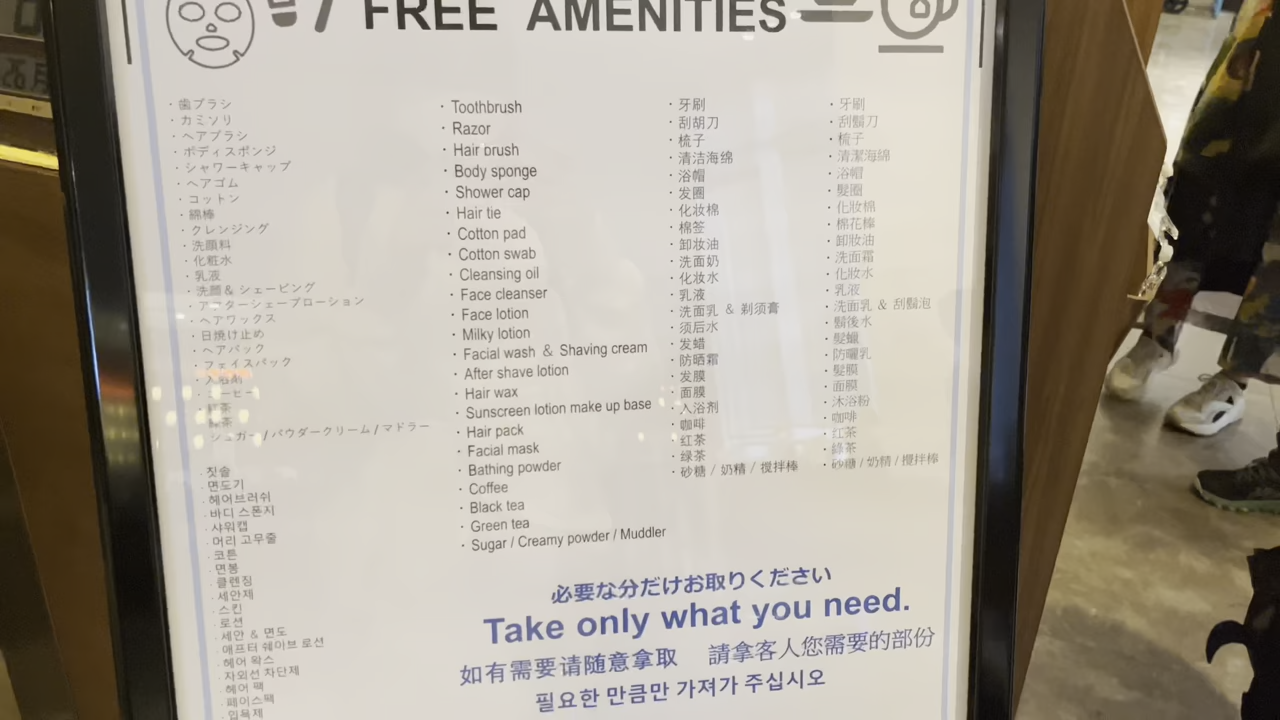 FREE AMENITIES
・歯ブラシ
・カミソリ
・ヘアブラシ
・ボディスポンジ
・シャワーキャップ
・ヘアゴム
・コットン
・綿棒
・クレンジング
・洗顔料
・化粧水
・乳液
・洗顔 & シェービング
・アフターシェーブローション
・ヘアワックス
・日焼け止め
・ヘアパック
・フェイスパック
・入浴剤
・コーヒー
・紅茶
・緑茶
シュガー / パウダークリーム / マドラー
・Toothbrush
・Razor
・Hair brush
・Body sponge
・Shower cap
・Hair tie
・Cotton pad
・Cotton swab
・Cleansing oil
・Face cleanser
・Face lotion
・Milky lotion
・Facial wash & Shaving cream
・After shave lotion
・Hair wax
・Sunscreen lotion make up base
・Hair pack
・Facial mask
・Bathing powder
・Coffee
・Black tea
・Green tea
・Sugar / Creamy powder / Muddler
・牙刷
・刮胡刀
・梳子
・清洁海绵
・浴帽
・发圈
・化妆棉
・棉签
・卸妆油
・洗面奶
・化妆水
・乳液
・洗面乳 & 剃须膏
・须后水
・发蜡
・防晒霜
・发膜
・面膜
・入浴剂
・咖啡
・红茶
・绿茶
・砂糖 / 奶精 / 搅拌棒
・牙刷
・刮鬍刀
・梳子
・清潔海綿
・浴帽
・髮圈
・化妝棉
・棉花棒
・卸妝油
・洗面霜
・化妝水
・乳液
・洗面乳 & 刮鬍泡
・鬍後水
・髮蠟
・防曬乳
・髮膜
・面膜
・沐浴粉
・咖啡
・紅茶
・綠茶
・砂糖 / 奶精 / 攪拌棒
・칫솔
・면도기
・헤어브러쉬
・바디 스폰지
・샤워캡
・머리 고무줄
・코튼
・면봉
・클렌징
・세안제
・스킨
・로션
・세안 & 면도
・애프터 쉐이브 로션
・헤어 왁스
・자외선 차단제
・헤어 팩
・페이스팩
・입욕제
必要な分だけお取りください
Take only what you need.
如有需要请随意拿取 請拿客人您需要的部份
필요한 만큼만 가져가 주십시오